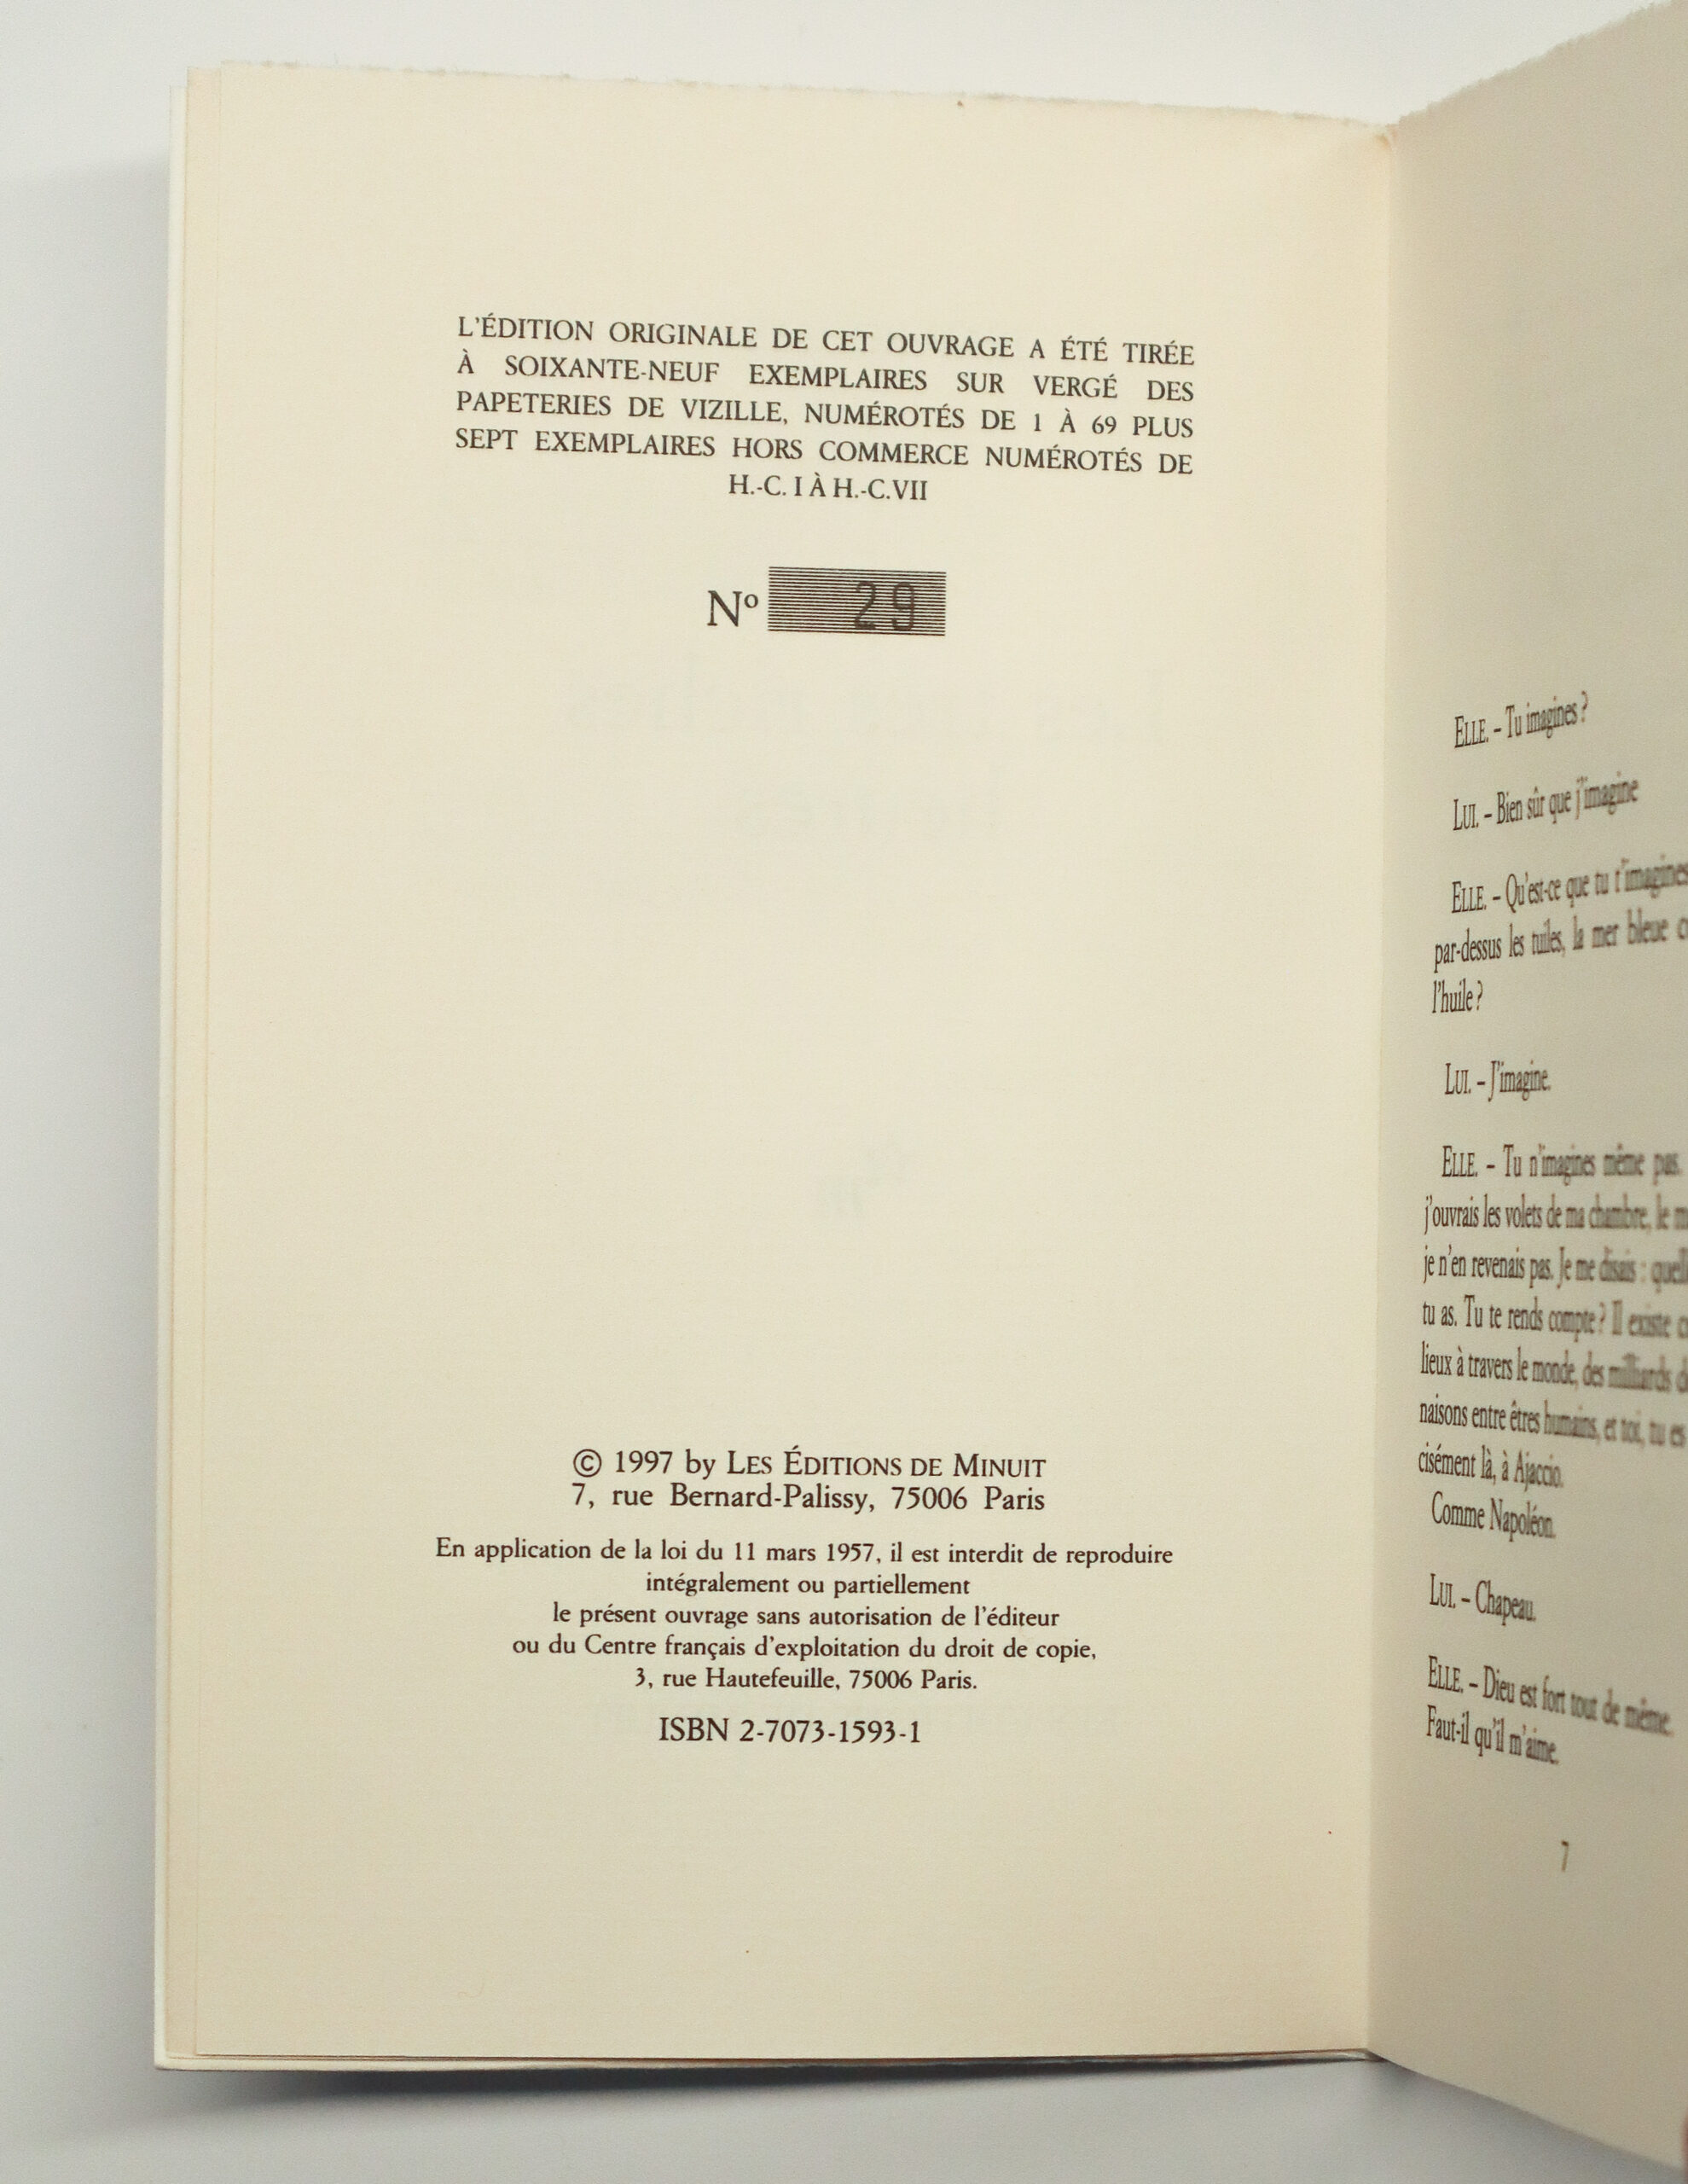 L'ÉDITION ORIGINALE DE CET OUVRAGE A ÉTÉ TIRÉE
À SOIXANTE-NEUF EXEMPLAIRES SUR VERGÉ DES
PAPETERIES DE VIZILLE, NUMÉROTÉS DE 1 À 69 PLUS
SEPT EXEMPLAIRES HORS COMMERCE NUMÉROTÉS DE
H.-C. I À H.-C.VII
Nº 29
© 1997 by LES ÉDITIONS DE MINUIT
7, rue Bernard-Palissy, 75006 Paris
En application de la loi du 11 mars 1957, il est interdit de reproduire
intégralement ou partiellement
le présent ouvrage sans autorisation de l'éditeur
ou du Centre français d'exploitation du droit de copie,
3, rue Hautefeuille, 75006 Paris.
ISBN 2-7073-1593-1
ELLE. – Tu imagines ?
LUI. – Bien sûr que j'imagine
ELLE. – Qu'est-ce que tu t'imagines
par-dessus les tuiles, la mer bleue
l'huile ?
LUI. – J'imagine.
ELLE. – Tu n'imagines même pas.
j'ouvrais les volets de ma chambre, le
je n'en revenais pas. Je me disais :
tu as. Tu te rends compte ? Il existe
lieux à travers le monde, des milliards
naisons entre êtres humains, et toi, tu es
cisément là, à Ajaccio.
Comme Napoléon.
LUI. – Chapeau.
ELLE. – Dieu est fort tout de même.
Faut-il qu'il m'aime.
7